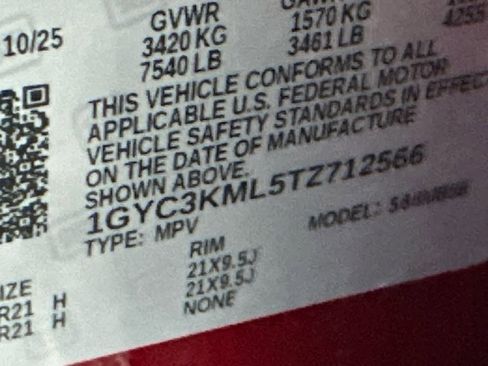 10/25 GVWR
3420 KG 1570 KG
7540 LB 3461 LB
THIS VEHICLE CONFORMS TO ALL
APPLICABLE U.S. FEDERAL MOTOR
VEHICLE SAFETY STANDARDS IN EFFECT
ON THE DATE OF MANUFACTURE
SHOWN ABOVE.
1GYC3KML5TZ712566
TYPE: MPV MODEL:
IZE RIM
R21 H 21X9.5J
R21 H 21X9.5J
NONE